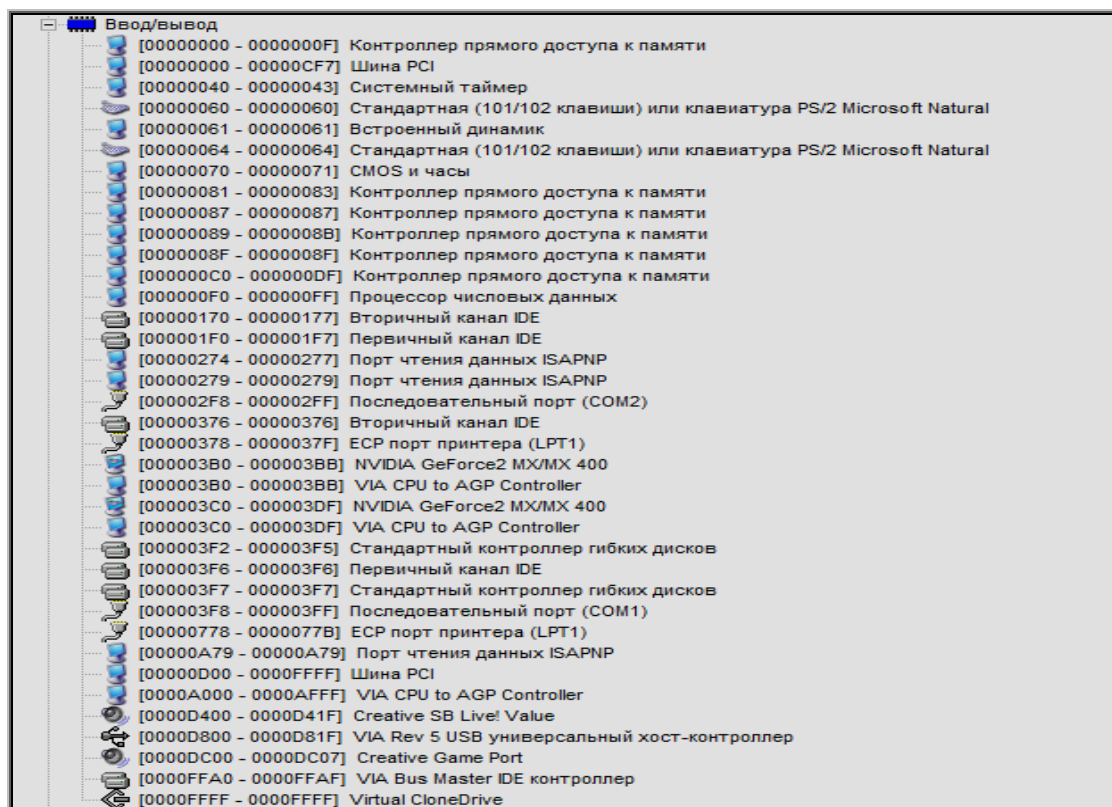 Ввод/вывод
[00000000 - 0000000F] Контроллер прямого доступа к памяти
[00000000 - 00000CF7] Шина PCI
[00000040 - 00000043] Системный таймер
[00000060 - 00000060] Стандартная (101/102 клавиши) или клавиатура PS/2 Microsoft Natural
[00000061 - 00000061] Встроенный динамик
[00000064 - 00000064] Стандартная (101/102 клавиши) или клавиатура PS/2 Microsoft Natural
[00000070 - 00000071] CMOS и часы
[00000081 - 00000083] Контроллер прямого доступа к памяти
[00000087 - 00000087] Контроллер прямого доступа к памяти
[00000089 - 0000008B] Контроллер прямого доступа к памяти
[0000008F - 0000008F] Контроллер прямого доступа к памяти
[000000C0 - 000000DF] Контроллер прямого доступа к памяти
[000000F0 - 000000FF] Процессор числовых данных
[00000170 - 00000177] Вторичный канал IDE
[000001F0 - 000001F7] Первичный канал IDE
[00000274 - 00000277] Порт чтения данных ISAPNP
[00000279 - 00000279] Порт чтения данных ISAPNP
[000002F8 - 000002FF] Последовательный порт (COM2)
[00000376 - 00000376] Вторичный канал IDE
[00000378 - 0000037F] ECP порт принтера (LPT1)
[000003B0 - 000003BB] NVIDIA GeForce2 MX/MX 400
[000003B0 - 000003BB] VIA CPU to AGP Controller
[000003C0 - 000003DF] NVIDIA GeForce2 MX/MX 400
[000003C0 - 000003DF] VIA CPU to AGP Controller
[000003F2 - 000003F5] Стандартный контроллер гибких дисков
[000003F6 - 000003F6] Первичный канал IDE
[000003F7 - 000003F7] Стандартный контроллер гибких дисков
[000003F8 - 000003FF] Последовательный порт (COM1)
[00000778 - 0000077B] ECP порт принтера (LPT1)
[00000A79 - 00000A79] Порт чтения данных ISAPNP
[00000D00 - 0000FFFF] Шина PCI
[0000A000 - 0000AFFF] VIA CPU to AGP Controller
[0000D400 - 0000D41F] Creative SB Live! Value
[0000D800 - 0000D81F] VIA Rev 5 USB универсальный хост-контроллер
[0000DC00 - 0000DC07] Creative Game Port
[0000FFA0 - 0000FFAF] VIA Bus Master IDE контроллер
[0000FFFF - 0000FFFF] Virtual CloneDrive